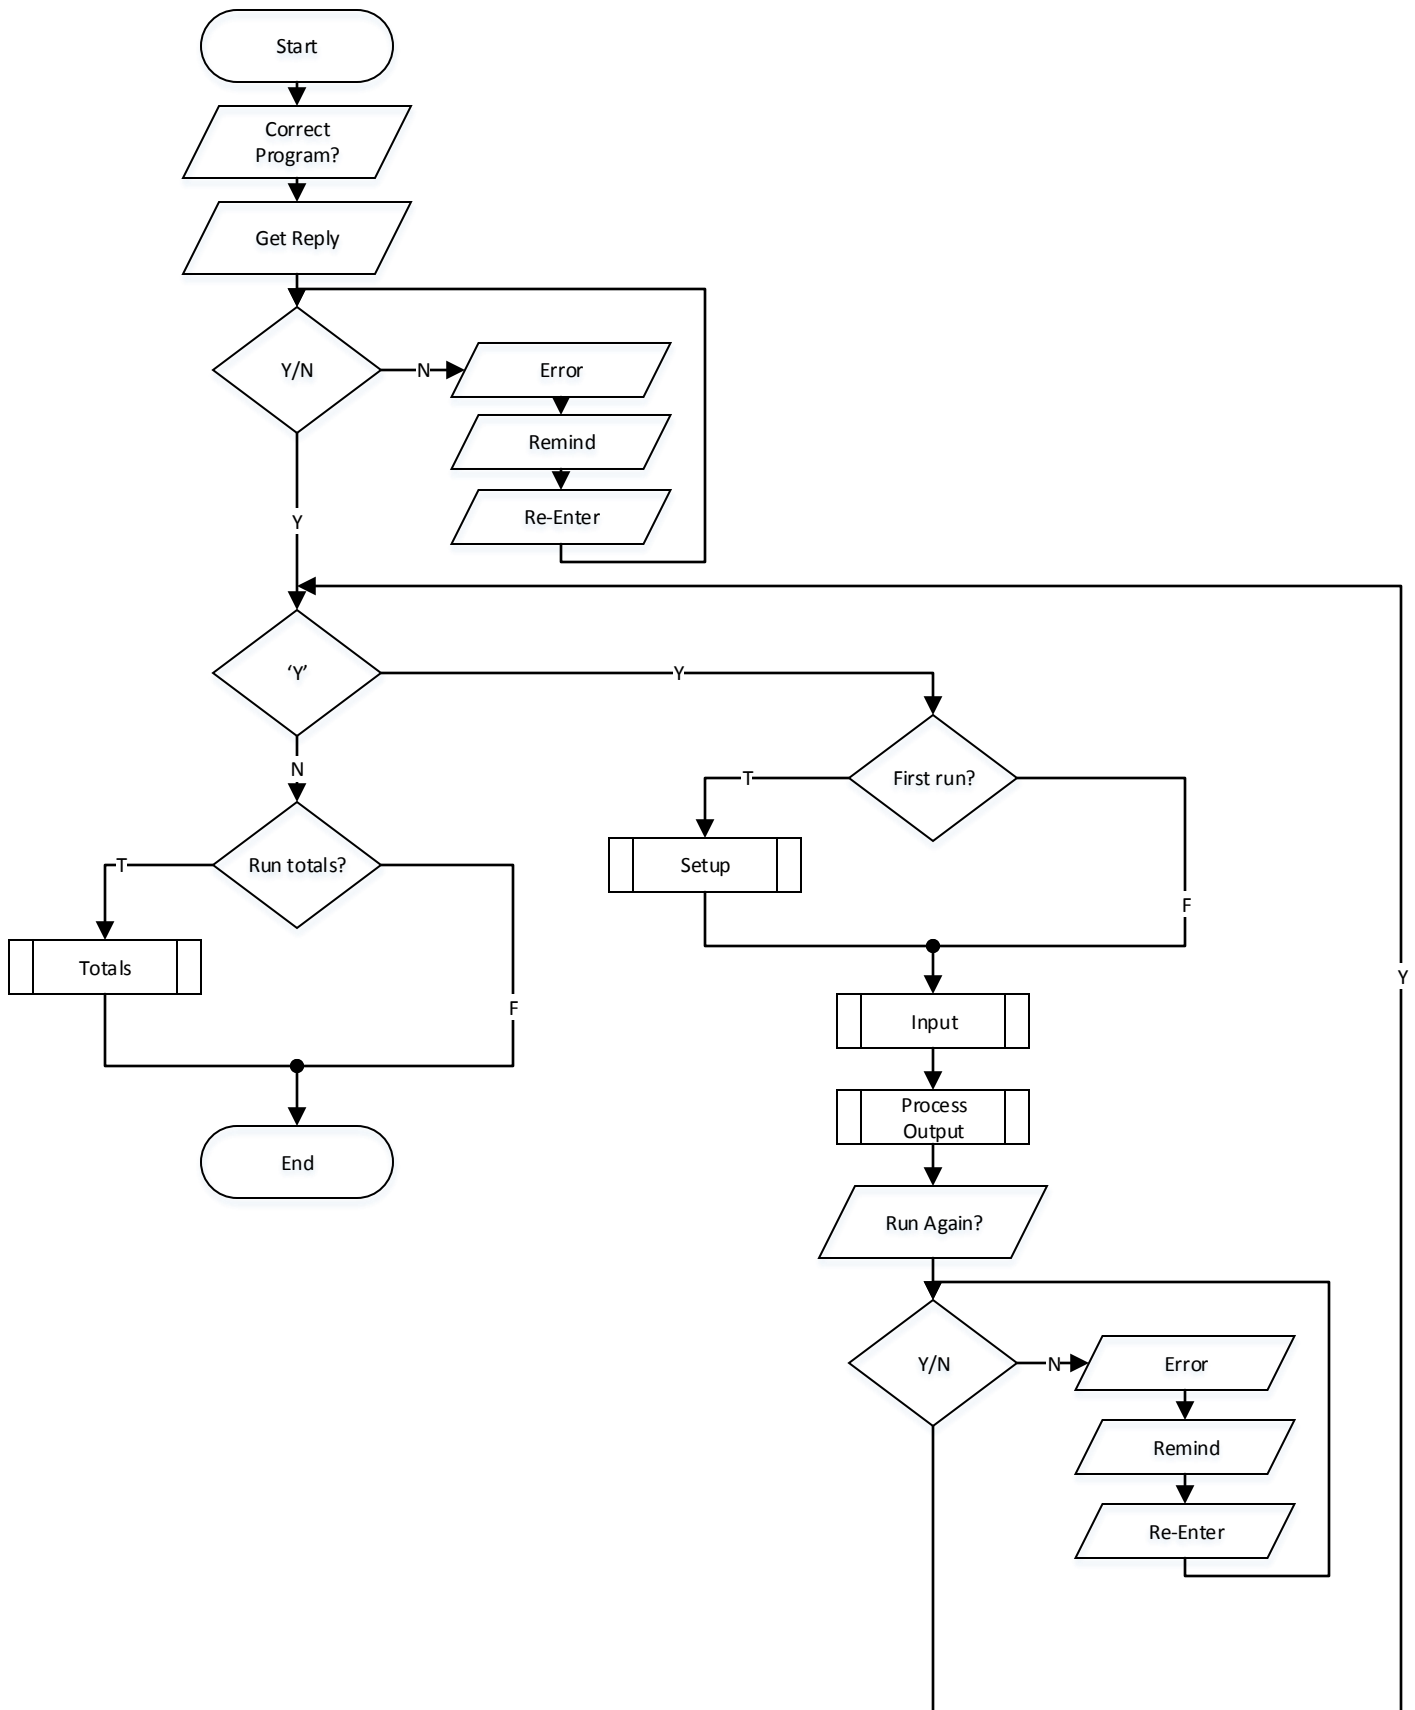 Start
Correct
Program?
Get Reply
Y/N
N
Error
Remind
Re-Enter
Y
‘Y’
Y
N
First run?
T
Run totals?
T
Setup
F
Totals
F
Y
Input
Process
Output
End
Run Again?
Y/N
N
Error
Remind
Re-Enter